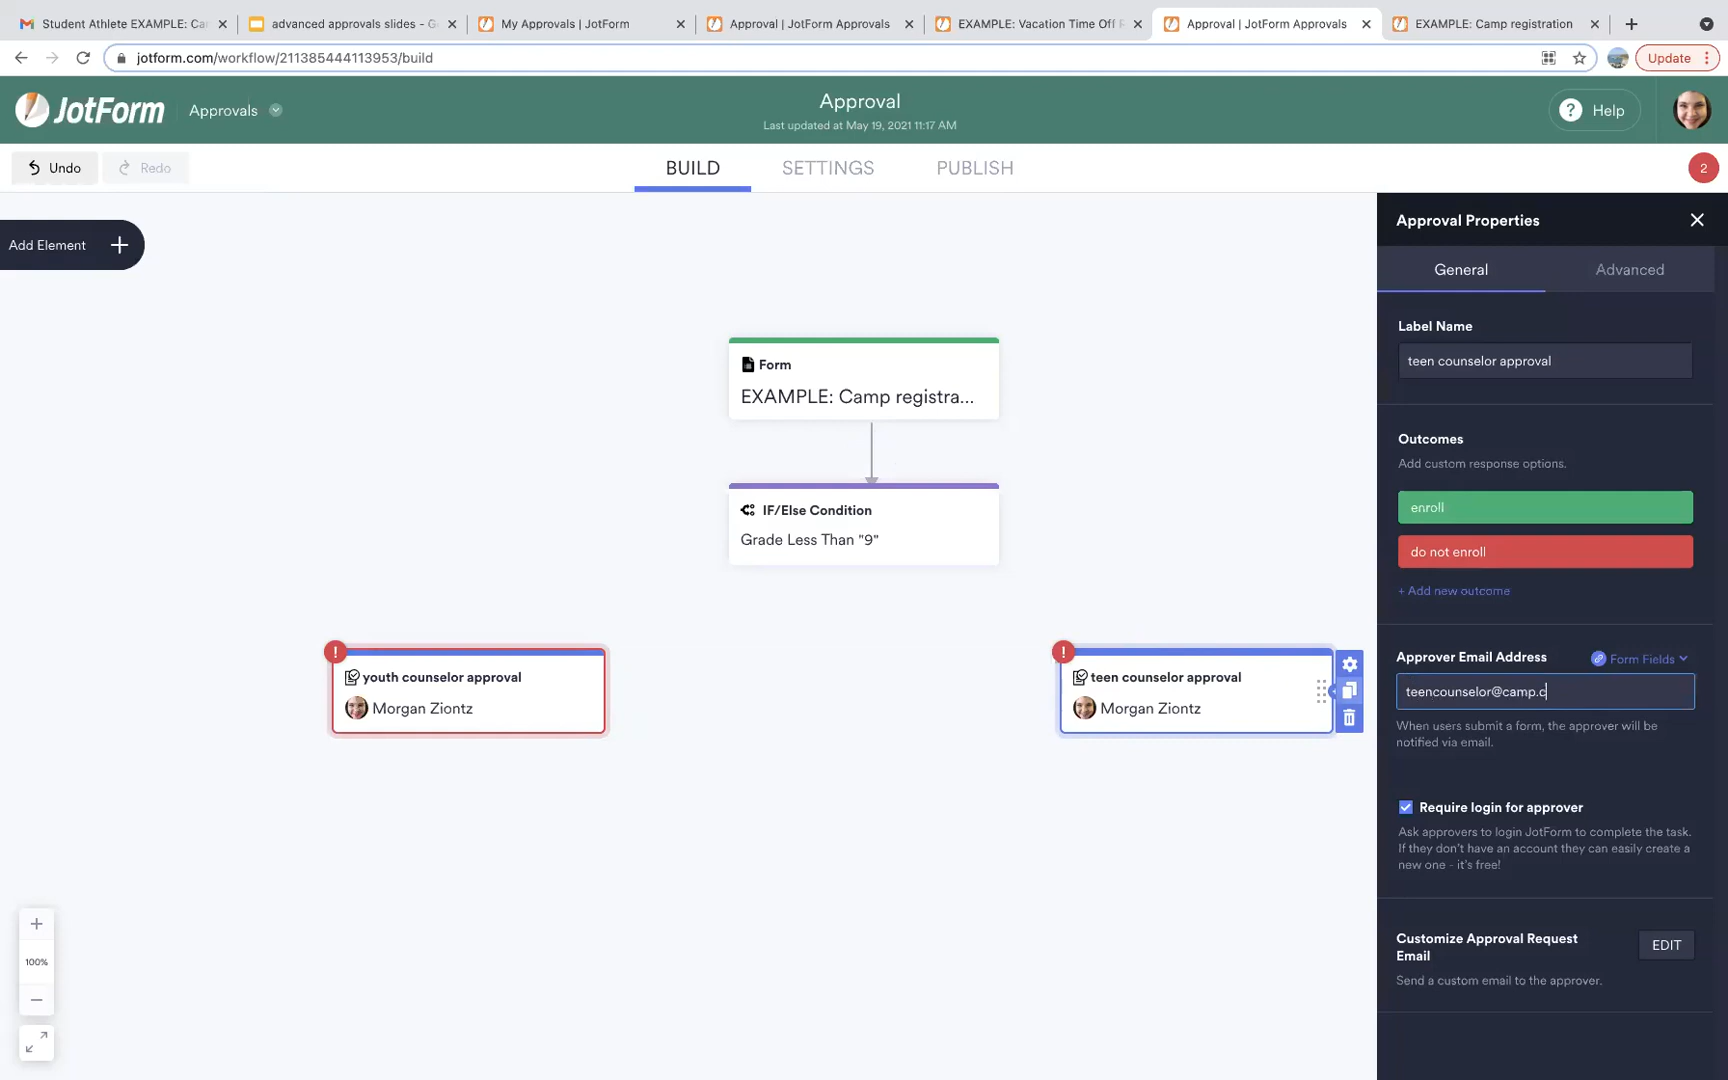 Student Athlete EXAMPLE: Ca
advanced approvals slides - G
My Approvals | JotForm
Approval | JotForm Approvals
EXAMPLE: Vacation Time Off R
Approval | JotForm Approvals
EXAMPLE: Camp registration
jotform.com/workflow/211385444113953/build
Update
JotForm
Approvals
Approval
Last updated at May 19, 2021 11:17 AM
? Help
Undo
Redo
BUILD
SETTINGS
PUBLISH
2
Add Element
Form
EXAMPLE: Camp registra...
IF/Else Condition
Grade Less Than "9"
!
youth counselor approval
Morgan Ziontz
!
teen counselor approval
Morgan Ziontz
100%
Approval Properties
General
Advanced
Label Name
teen counselor approval
Outcomes
Add custom response options.
enroll
do not enroll
+ Add new outcome
Approver Email Address
Form Fields
teencounselor@camp.c
When users submit a form, the approver will be
notified via email.
Require login for approver
Ask approvers to login JotForm to complete the task.
If they don't have an account they can easily create a
new one - it's free!
Customize Approval Request
Email
EDIT
Send a custom email to the approver.